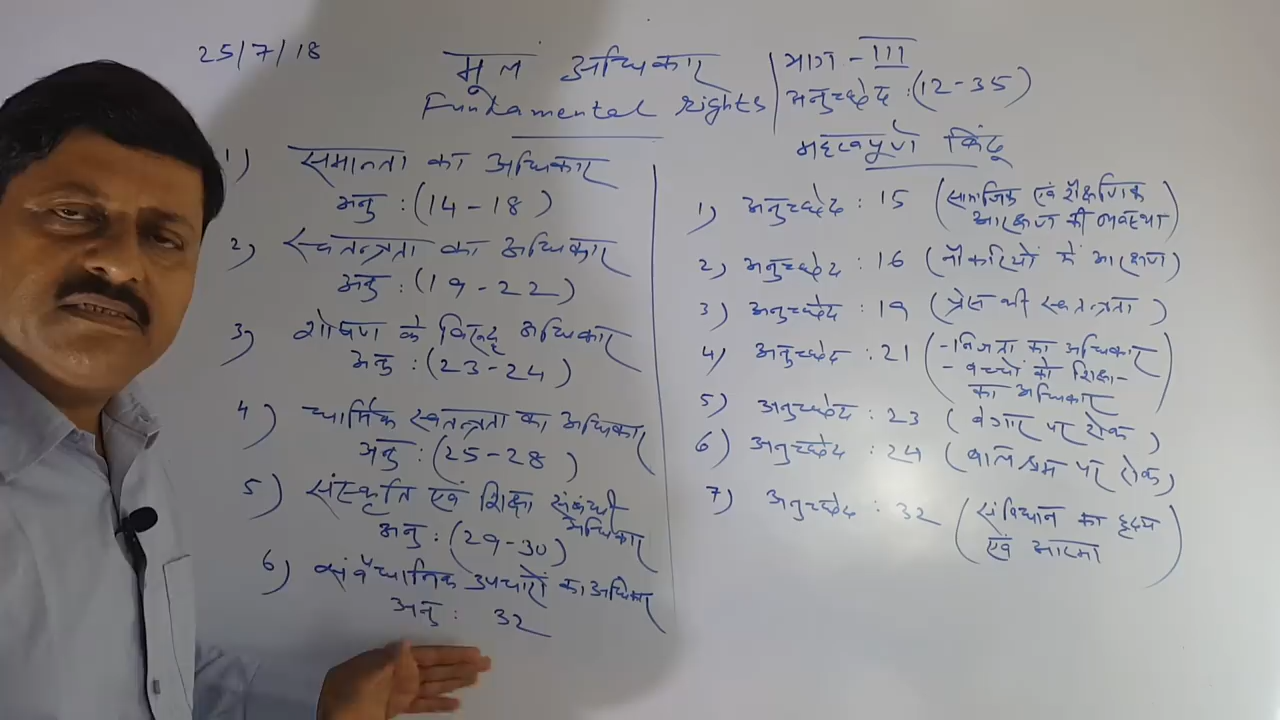 25/7/18
मूल अधिकार
Fundamental rights
भाग - III
अनुच्छेद : (12-35)
1) समानता का अधिकार
अनु : (14-18)
2) स्वतन्त्रता का अधिकार
अनु : (19-22)
3) शोषण के विरुद्ध अधिकार
अनु : (23-24)
4) धार्मिक स्वतन्त्रता का अधिकार
अनु : (25-28)
5) संस्कृति एवं शिक्षा संबंधी
अधिकार
अनु : (29-30)
6) संवैधानिक उपचारों का अधिकार
अनु : 32
महत्वपूर्ण बिंदु
1) अनुच्छेद : 15 (सामाजिक एवं शैक्षणिक
आरक्षण की व्यवस्था)
2) अनुच्छेद : 16 (नौकरियों में आरक्षण)
3) अनुच्छेद : 19 (प्रेस की स्वतन्त्रता)
4) अनुच्छेद : 21 (- निजता का अधिकार
- बच्चों को शिक्षा -
का अधिकार)
5) अनुच्छेद : 23 (बेगार पर रोक)
6) अनुच्छेद : 24 (बालश्रम पर रोक)
7) अनुच्छेद : 32 (संविधान का हृदय
एवं आत्मा)